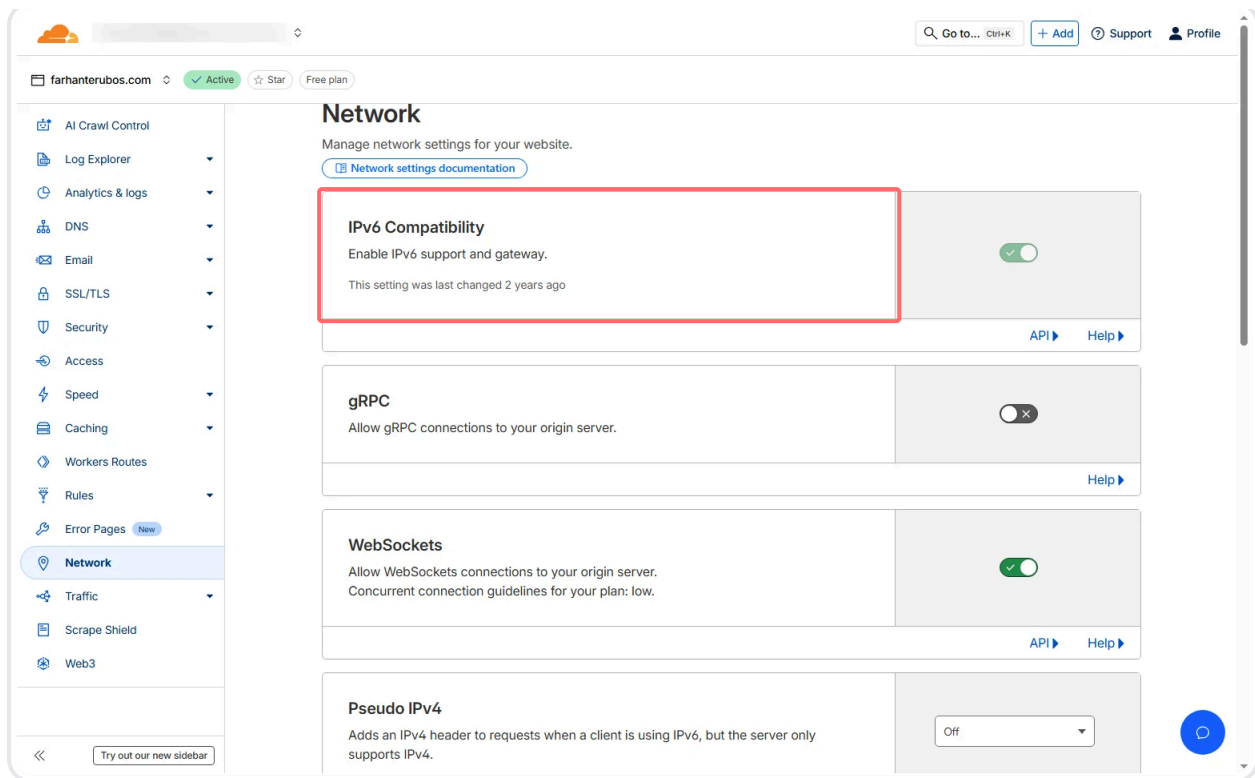 Go to... Ctrl+K
+ Add
Support
Profile
farhanterubos.com
Active
Star
Free plan
AI Crawl Control
Log Explorer
Analytics & logs
DNS
Email
SSL/TLS
Security
Access
Speed
Caching
Workers Routes
Rules
Error Pages New
Network
Traffic
Scrape Shield
Web3
Try out our new sidebar
Network
Manage network settings for your website.
Network settings documentation
IPv6 Compatibility
Enable IPv6 support and gateway.
This setting was last changed 2 years ago
API
Help
gRPC
Allow gRPC connections to your origin server.
Help
WebSockets
Allow WebSockets connections to your origin server.
Concurrent connection guidelines for your plan: low.
API
Help
Pseudo IPv4
Adds an IPv4 header to requests when a client is using IPv6, but the server only
supports IPv4.
Off